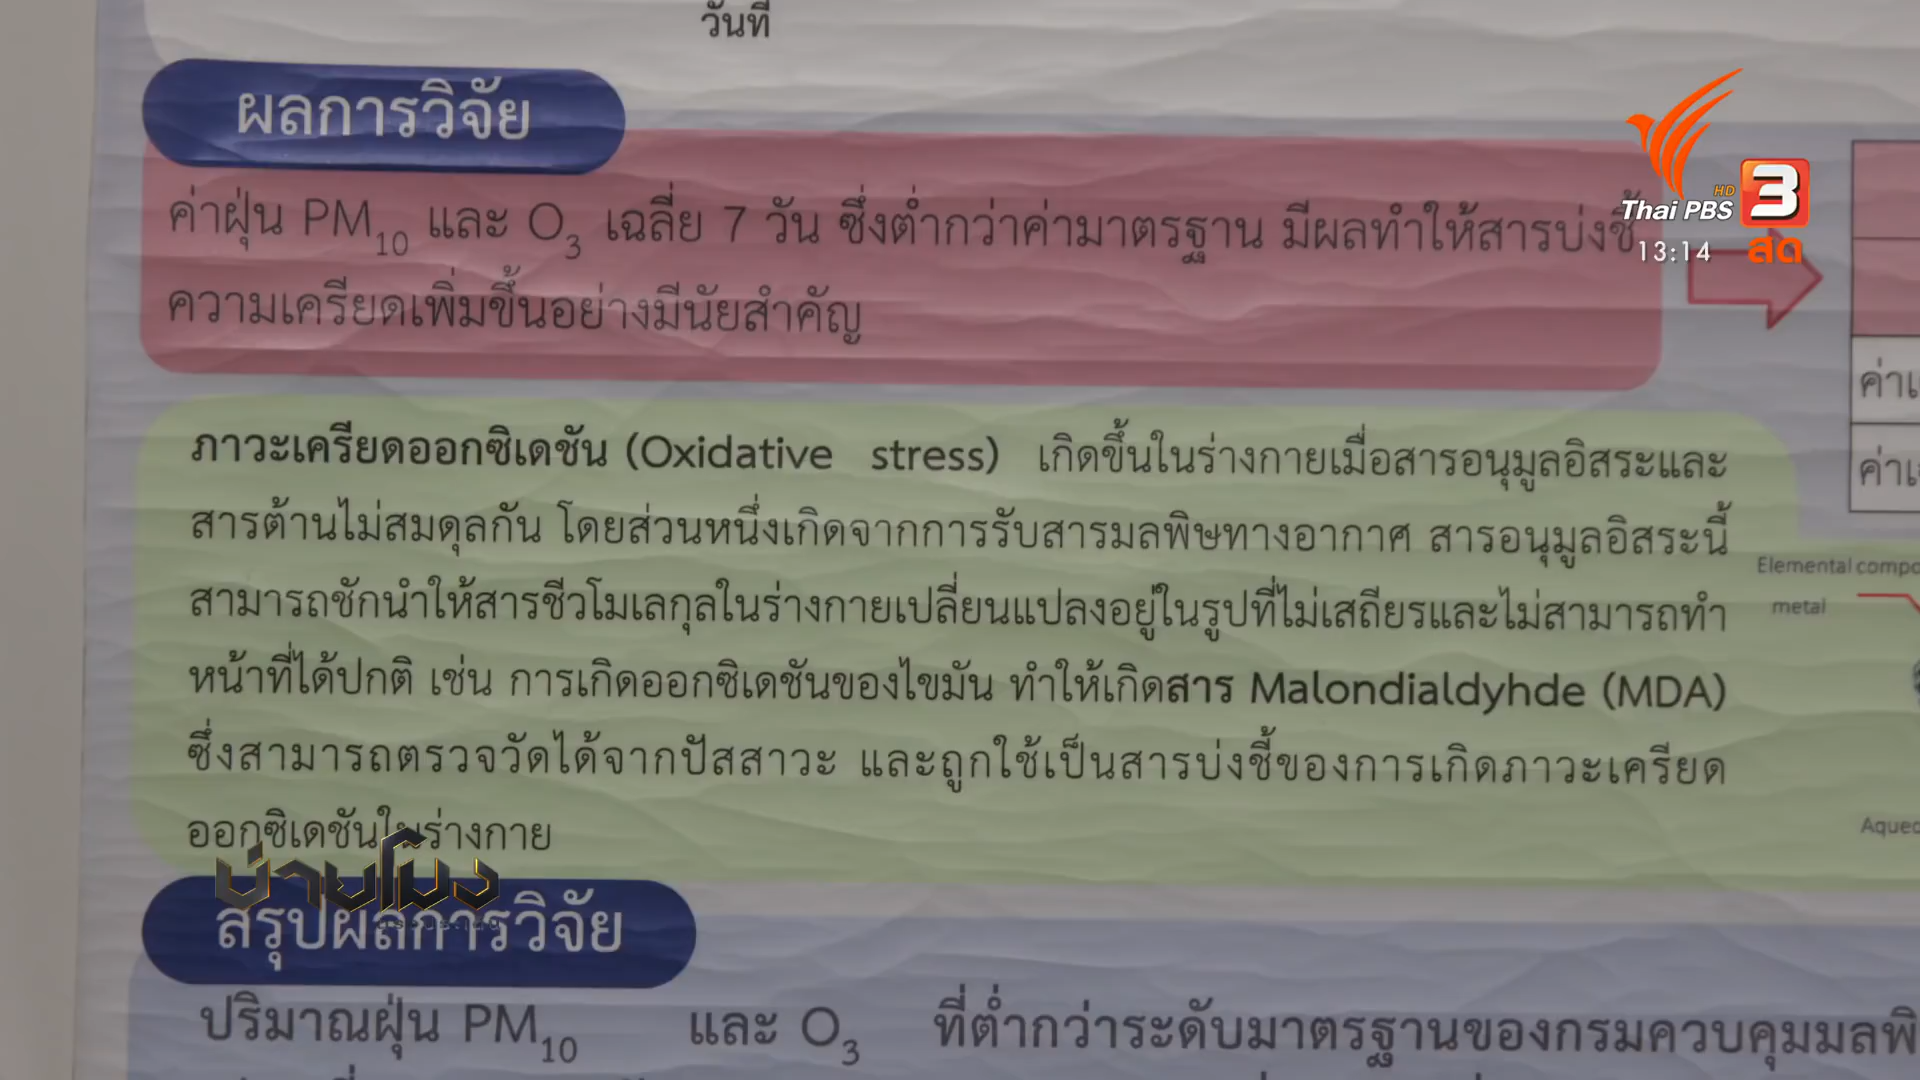 วันที่
ผลการวิจัย
ค่าฝุ่น PM10 และ O3 เฉลี่ย 7 วัน ซึ่งต่ำกว่าค่ามาตรฐาน มีผลทำให้สารบ่งชี้
ความเครียดเพิ่มขึ้นอย่างมีนัยสำคัญ
HD
Thai PBS 3
13:14 สด
ภาวะเครียดออกซิเดชัน (Oxidative stress) เกิดขึ้นในร่างกายเมื่อสารอนุมูลอิสระและ
สารต้านไม่สมดุลกัน โดยส่วนหนึ่งเกิดจากการรับสารมลพิษทางอากาศ สารอนุมูลอิสระนี้
สามารถชักนำให้สารชีวโมเลกุลในร่างกายเปลี่ยนแปลงอยู่ในรูปที่ไม่เสถียรและไม่สามารถทำ
หน้าที่ได้ปกติ เช่น การเกิดออกซิเดชันของไขมัน ทำให้เกิดสาร Malondialdyhde (MDA)
ซึ่งสามารถตรวจวัดได้จากปัสสาวะ และถูกใช้เป็นสารบ่งชี้ของการเกิดภาวะเครียด
ออกซิเดชันในร่างกาย
Elemental
metal
บ่ายโมง
สรุปผลการวิจัย
ปริมาณฝุ่น PM10 และ O3 ที่ต่ำกว่าระดับมาตรฐานของกรมควบคุม